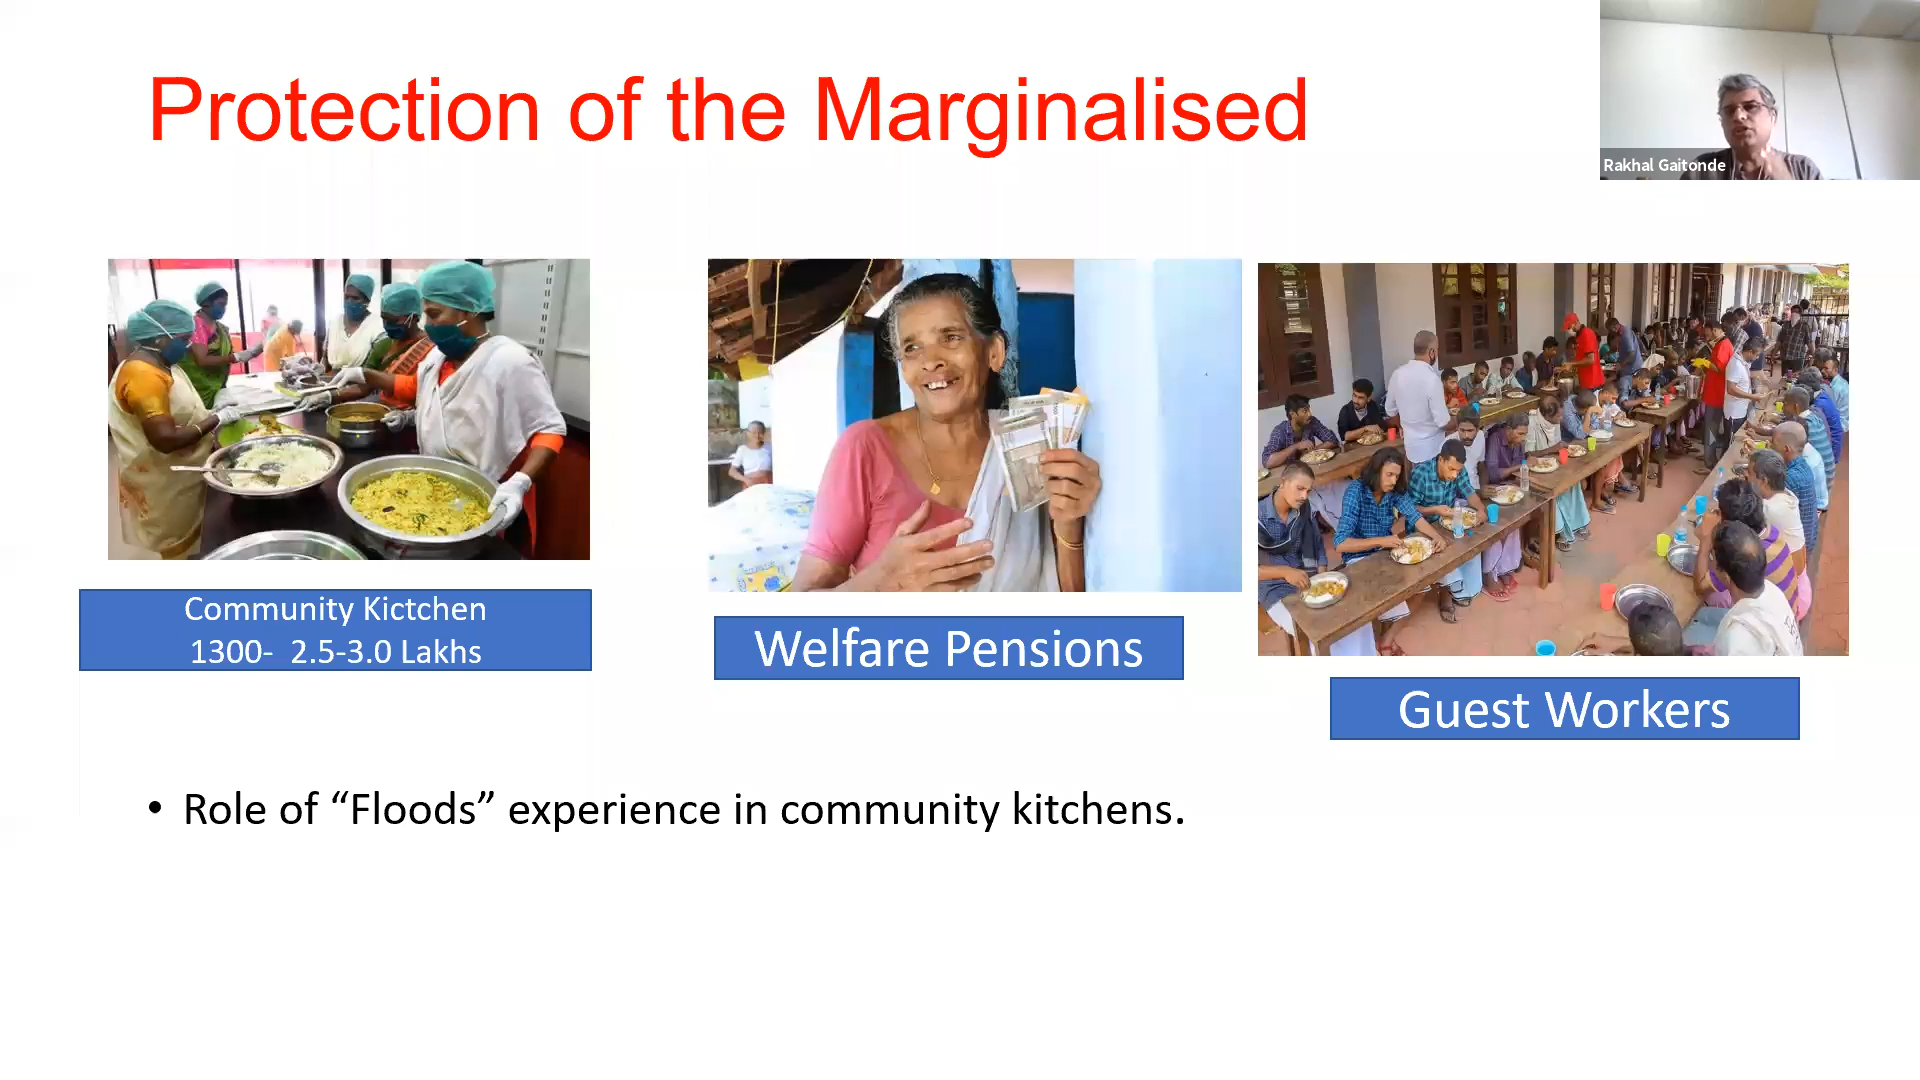 Protection of the Marginalised
Rakhal Gaitonde
Community Kictchen
1300-  2.5-3.0 Lakhs
Welfare Pensions
Guest Workers
• Role of “Floods” experience in community kitchens.